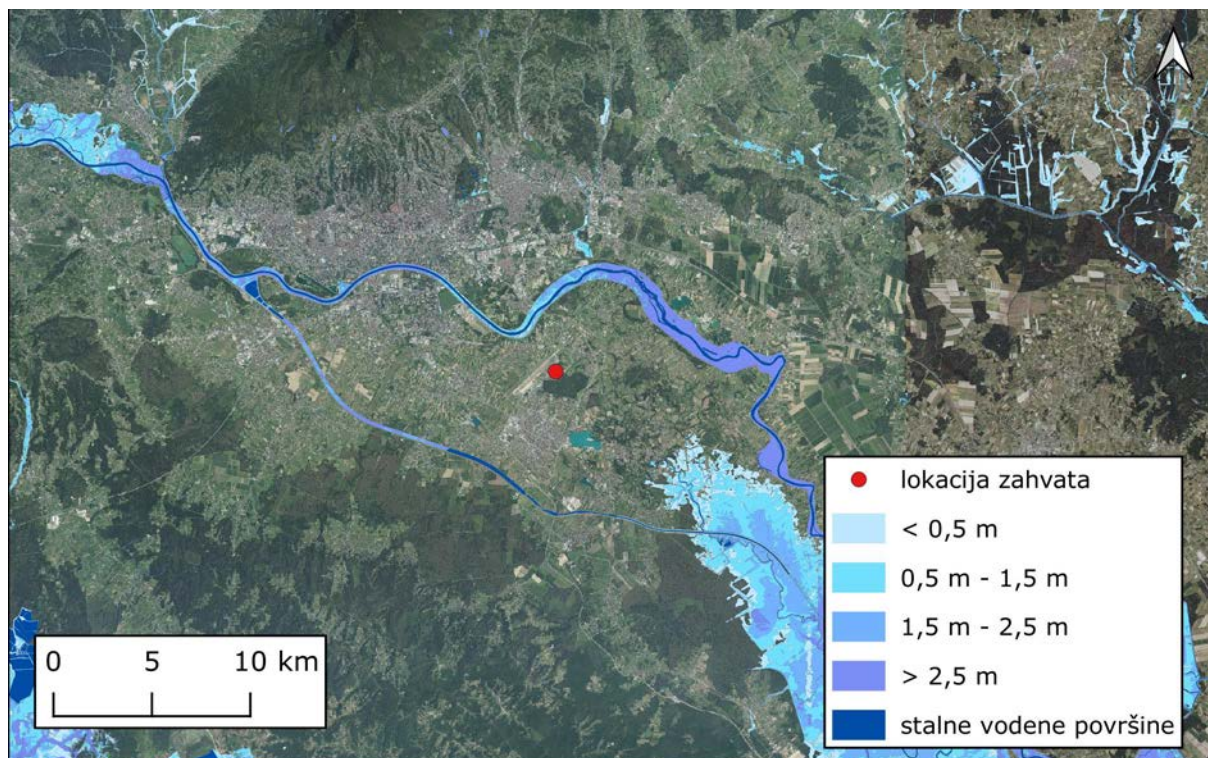 lokacija zahvata
< 0,5 m
0,5 m - 1,5 m
1,5 m - 2,5 m
> 2,5 m
stalne vodene površine
0 5 10 km